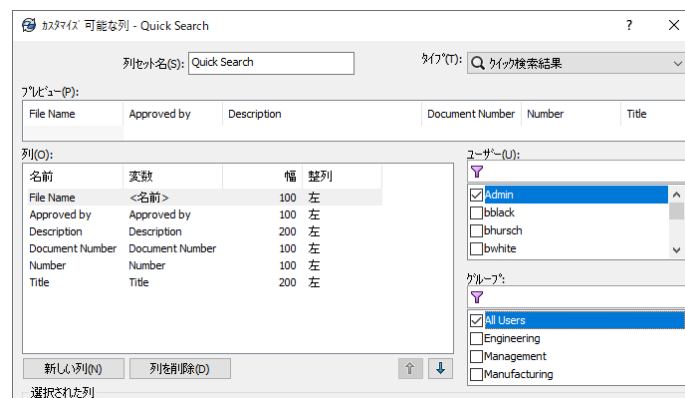 カスタマイズ 可能な列 - Quick Search ? ×
列セット名(S): Quick Search タイプ(T): クイック検索結果
プレビュー(P):
File Name Approved by Description Document Number Number Title
列(O): ユーザー(U):
名前 変数 幅 整列
File Name <名前> 100 左 Admin
Approved by Approved by 100 左 bblack
Description Description 200 左 bhursch
Document Number Document Number 100 左 bwhite
Number Number 100 左
Title Title 200 左
グループ:
All Users
Engineering
Management
Manufacturing
新しい列(N) 列を削除(D)
選択された列